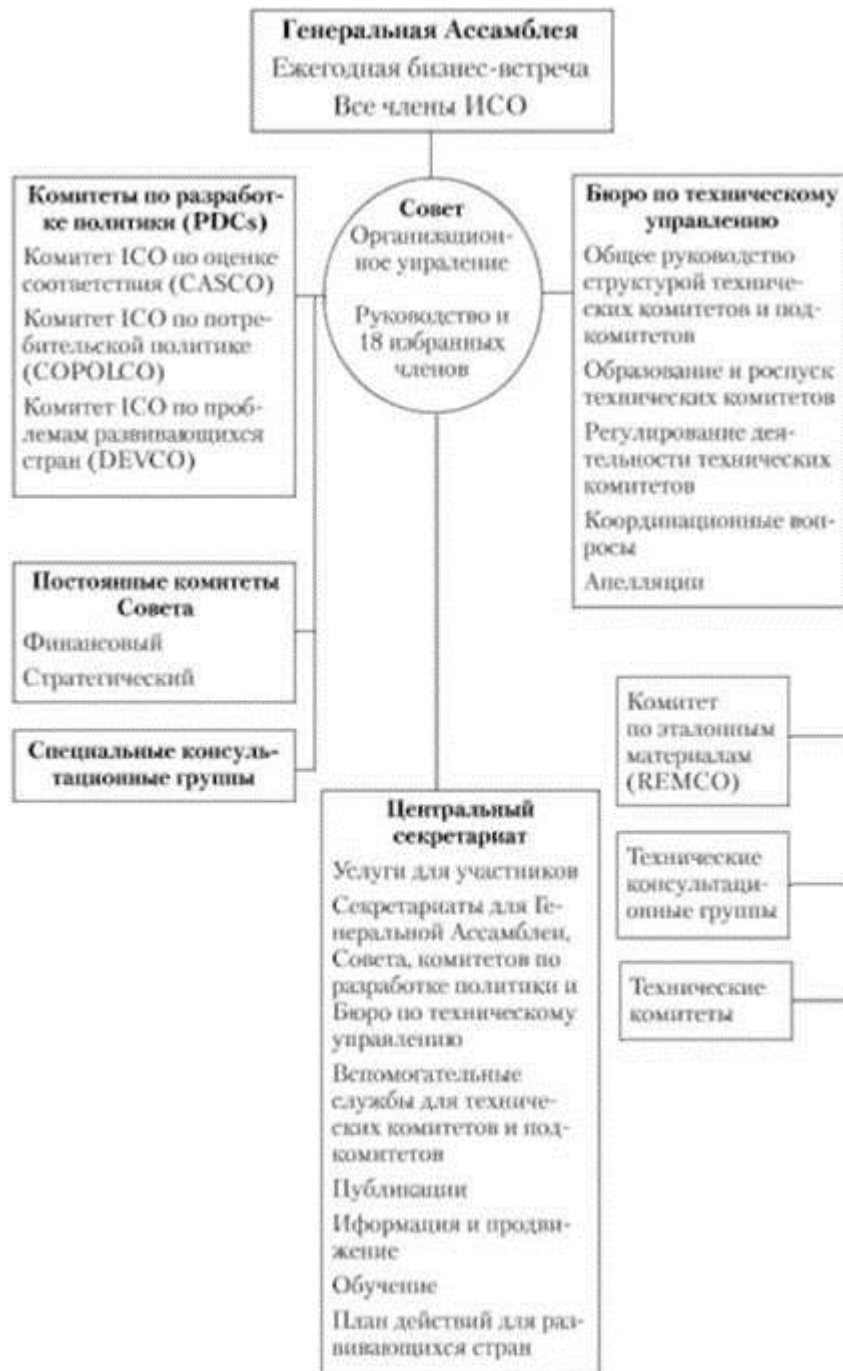 Генеральная Ассамблея
Ежегодная бизнес-встреча
Все члены ИСО
Комитеты по разработ-
ке политики (PDCs)
Комитет ICO по оценке
соответствия (CASCO)
Комитет ICO по потре-
бительской политике
(COPOLCO)
Комитет ICO по проб-
лемам развивающихся
стран (DEVCO)
Совет
Организацион-
ное упраление
Руководство и
18 избранных
членов
Бюро по техническому
управлению
Общее руководство
структурой техниче-
ских комитетов и под-
комитетов
Образование и роспуск
технических комитетов
Регулирование дея-
тельности технических
комитетов
Координационные воп-
росы
Апелляции
Постоянные комитеты
Совета
Финансовый
Стратегический
Специальные консуль-
тационные группы
Центральный
секретариат
Услуги для участников
Секретариаты для Ге-
неральной Ассамблеи,
Совета, комитетов по
разработке политики и
Бюро по техническому
управлению
Вспомогательные
службы для техниче-
ских комитетов и под-
комитетов
Публикации
Иформация и продви-
жение
Обучение
План действий для раз-
вивающихся стран
Комитет
по эталонным
материалам
(REMCO)
Технические
консультаци-
онные группы
Технические
комитеты